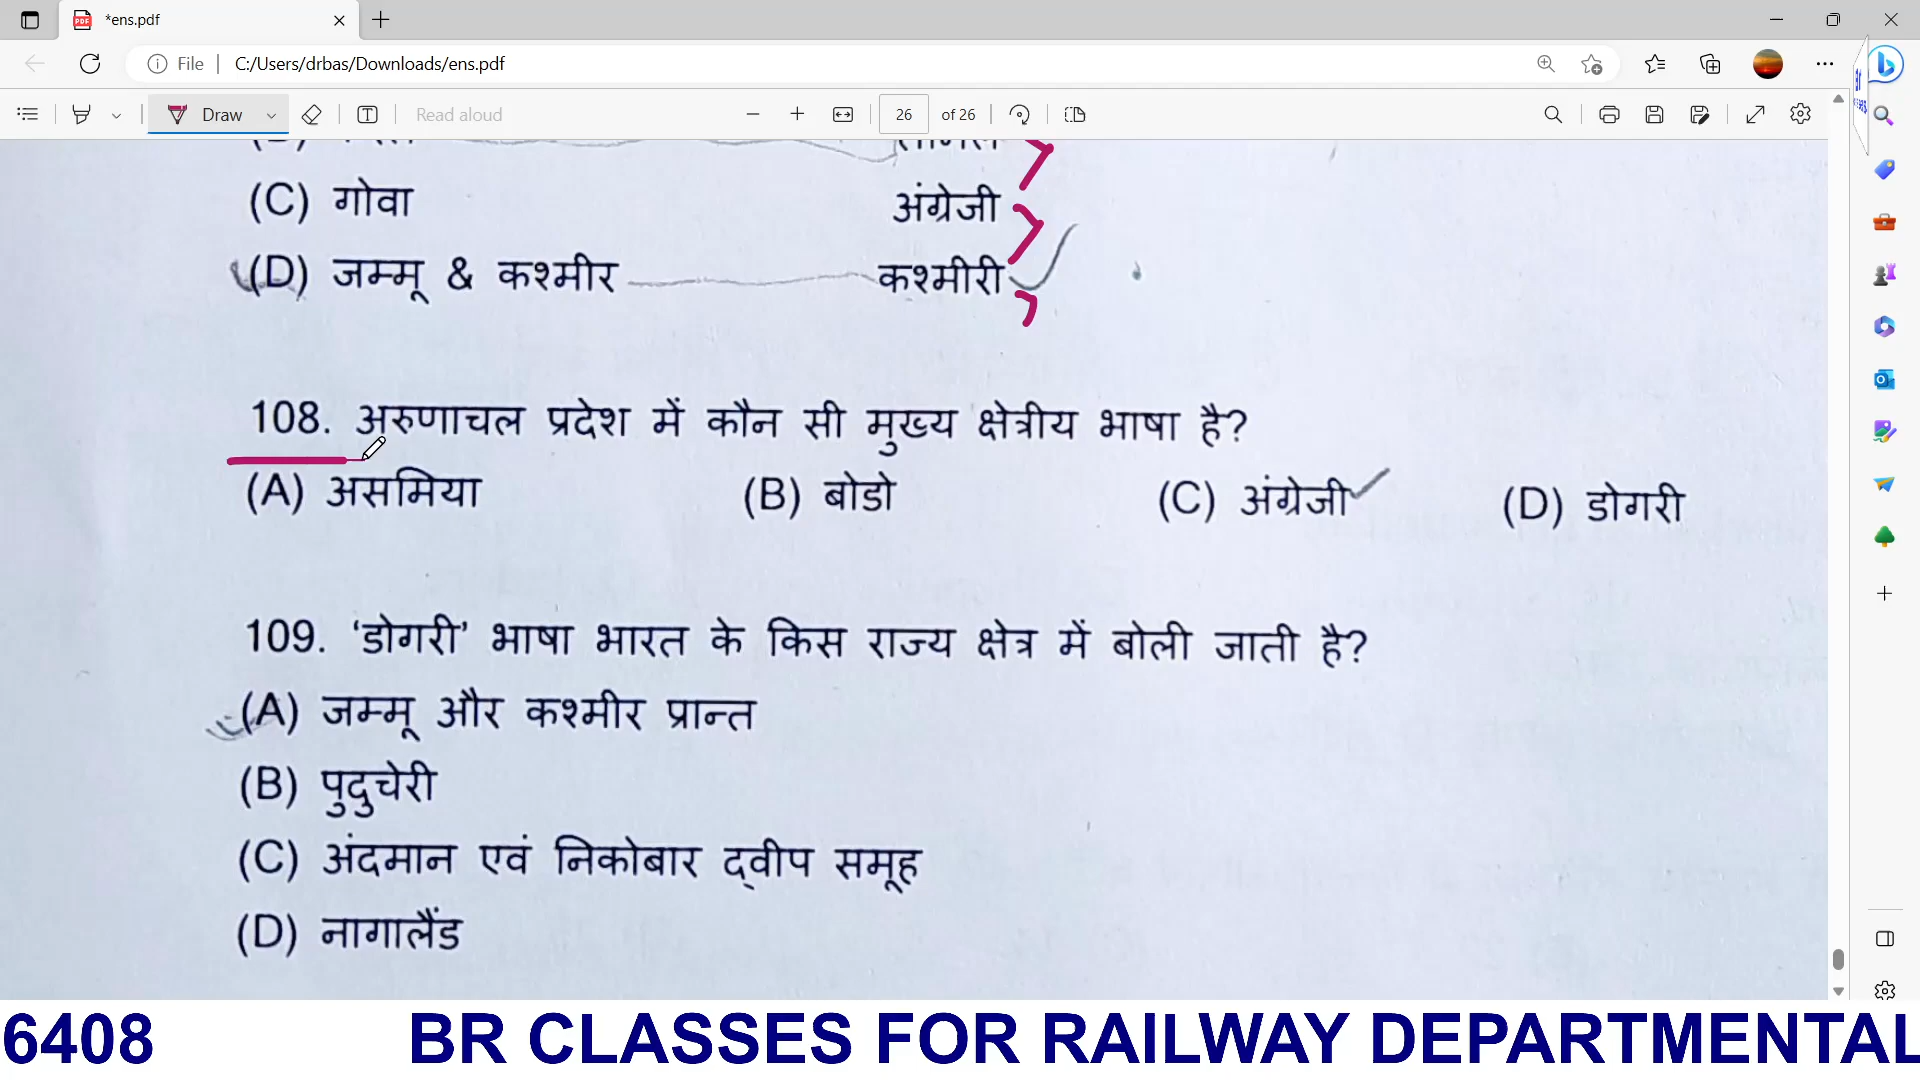 *ens.pdf
File | C:/Users/drbas/Downloads/ens.pdf
Draw
Read aloud
26 of 26
(C) गोवा अंग्रेजी
(D) जम्मू & कश्मीर कश्मीरी
108. अरुणाचल प्रदेश में कौन सी मुख्य क्षेत्रीय भाषा है?
(A) असमिया (B) बोडो (C) अंग्रेजी (D) डोगरी
109. ‘डोगरी’ भाषा भारत के किस राज्य क्षेत्र में बोली जाती है?
(A) जम्मू और कश्मीर प्रान्त
(B) पुदुचेरी
(C) अंदमान एवं निकोबार द्वीप समूह
(D) नागालैंड
6408 BR CLASSES FOR RAILWAY DEPARTMENTAL